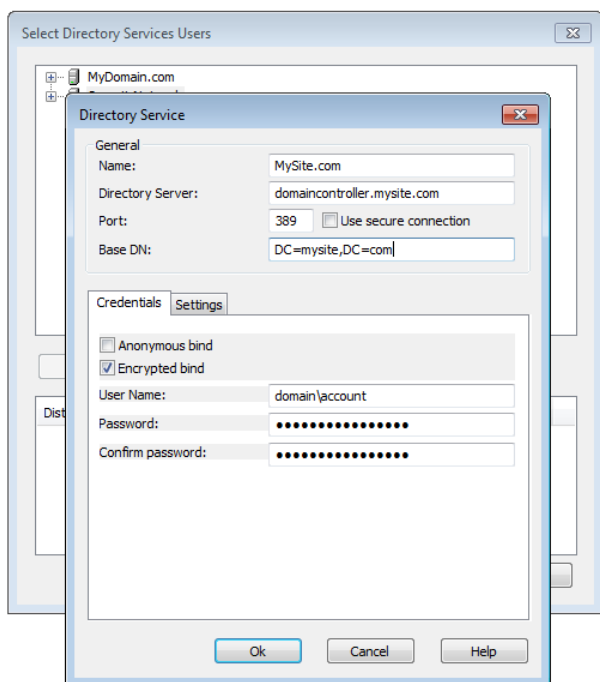 Select Directory Services Users
MyDomain.com
Directory Service
General
Name: MySite.com
Directory Server: domaincontroller.mysite.com
Port: 389 Use secure connection
Base DN: DC=mysite,DC=com
Credentials Settings
Anonymous bind
Encrypted bind
User Name: domain\account
Password: ••••••••••••••••
Confirm password: ••••••••••••••••
Dist
Ok Cancel Help